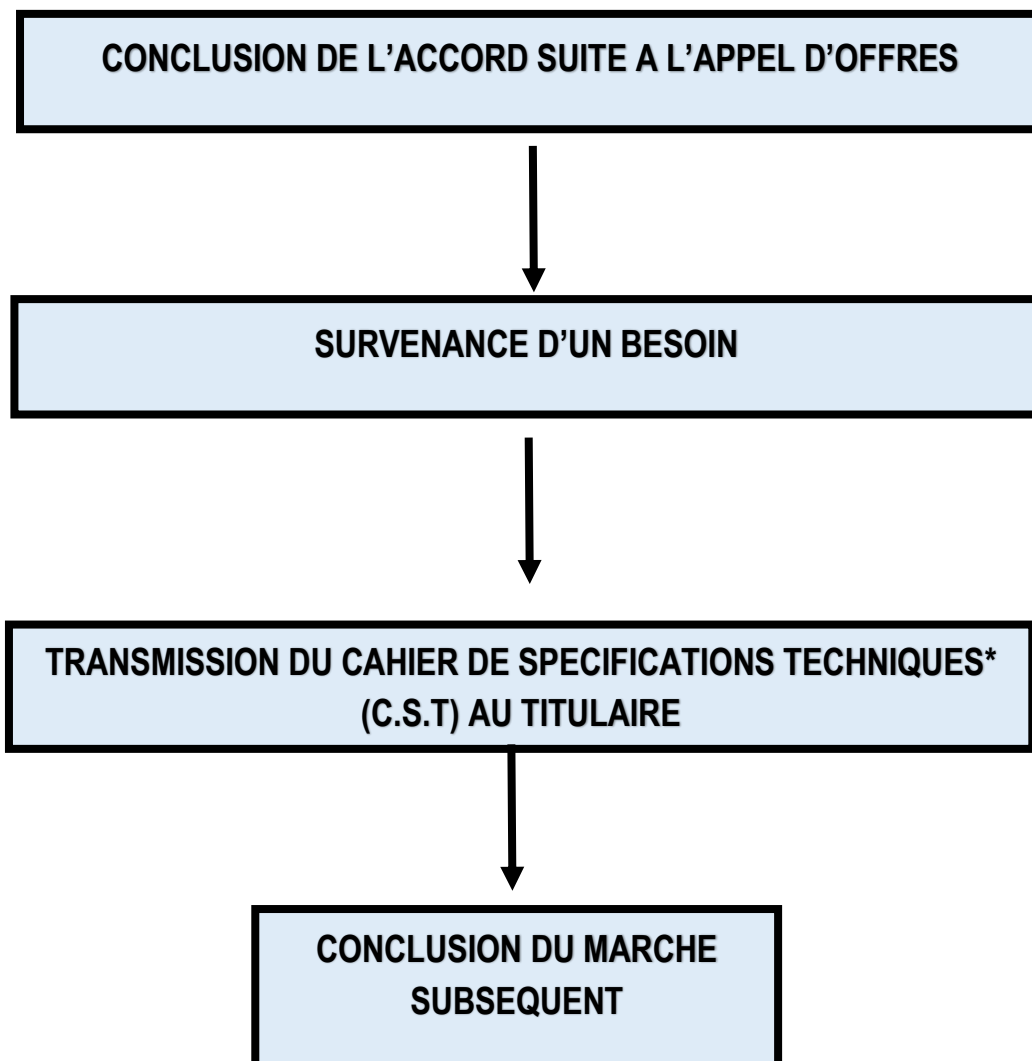 CONCLUSION DE L’ACCORD SUITE A L’APPEL D’OFFRES
SURVENANCE D’UN BESOIN
TRANSMISSION DU CAHIER DE SPECIFICATIONS TECHNIQUES*
(C.S.T) AU TITULAIRE
CONCLUSION DU MARCHE
SUBSEQUENT